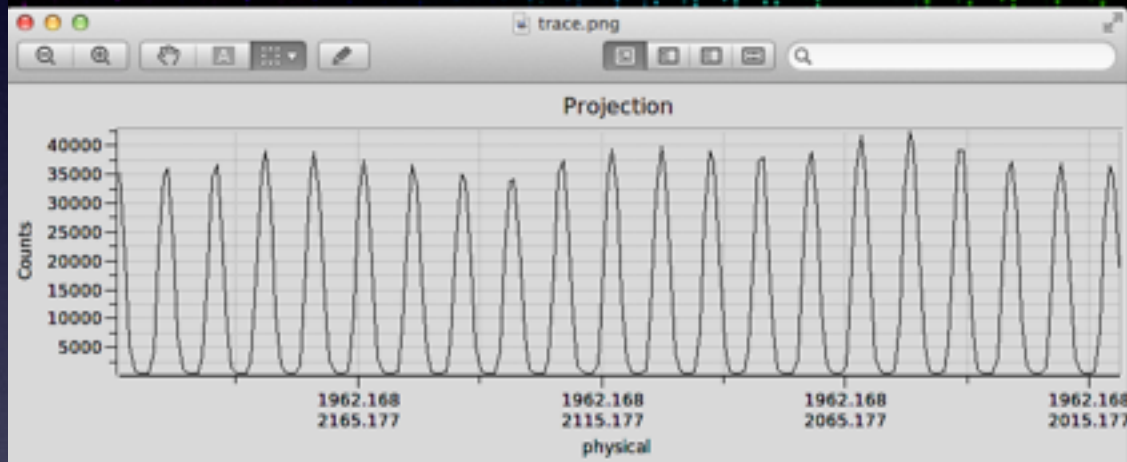 trace.png
Projection
40000
35000
30000
25000
20000
15000
10000
5000
Counts
1962.168 1962.168 1962.168 1962.168
2165.177 2115.177 2065.177 2015.177
physical